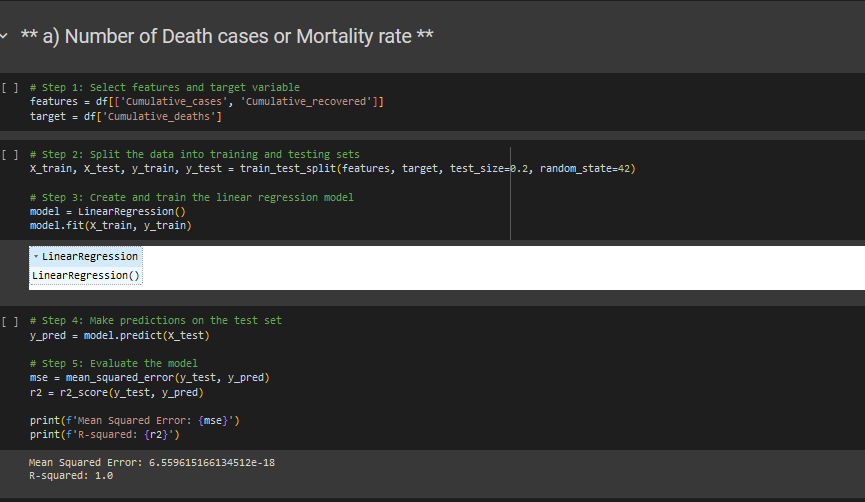 ** a) Number of Death cases or Mortality rate **
[ ] # Step 1: Select features and target variable
features = df[['Cumulative_cases', 'Cumulative_recovered']]
target = df['Cumulative_deaths']
[ ] # Step 2: Split the data into training and testing sets
X_train, X_test, y_train, y_test = train_test_split(features, target, test_size=0.2, random_state=42)
# Step 3: Create and train the linear regression model
model = LinearRegression()
model.fit(X_train, y_train)
LinearRegression
LinearRegression()
[ ] # Step 4: Make predictions on the test set
y_pred = model.predict(X_test)
# Step 5: Evaluate the model
mse = mean_squared_error(y_test, y_pred)
r2 = r2_score(y_test, y_pred)
print(f'Mean Squared Error: {mse}')
print(f'R-squared: {r2}')
Mean Squared Error: 6.559615166134512e-18
R-squared: 1.0